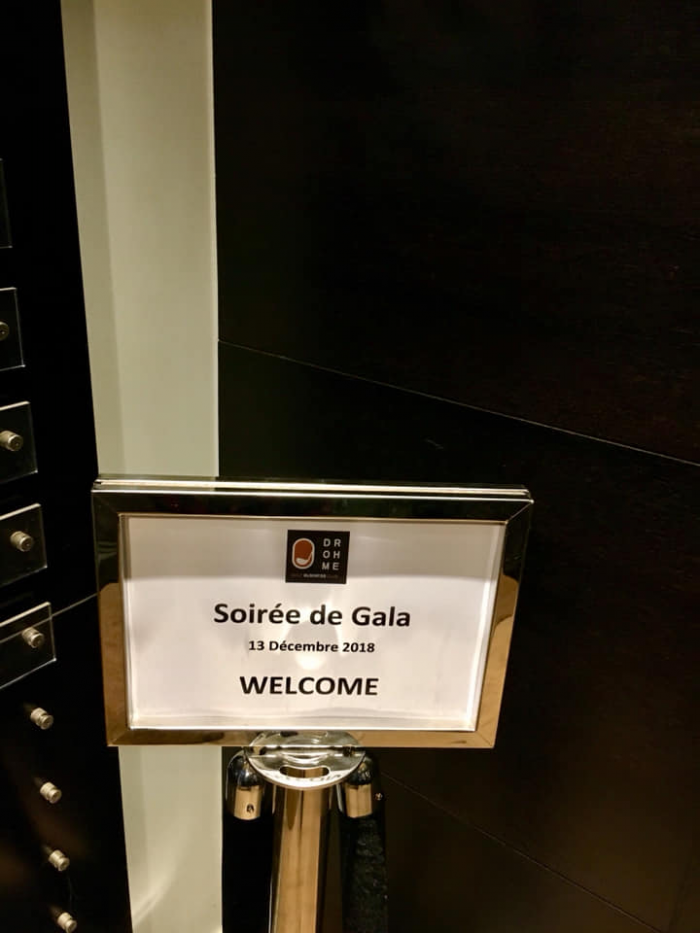 DR
OH
ME
Soirée de Gala
13 Décembre 2018
WELCOME